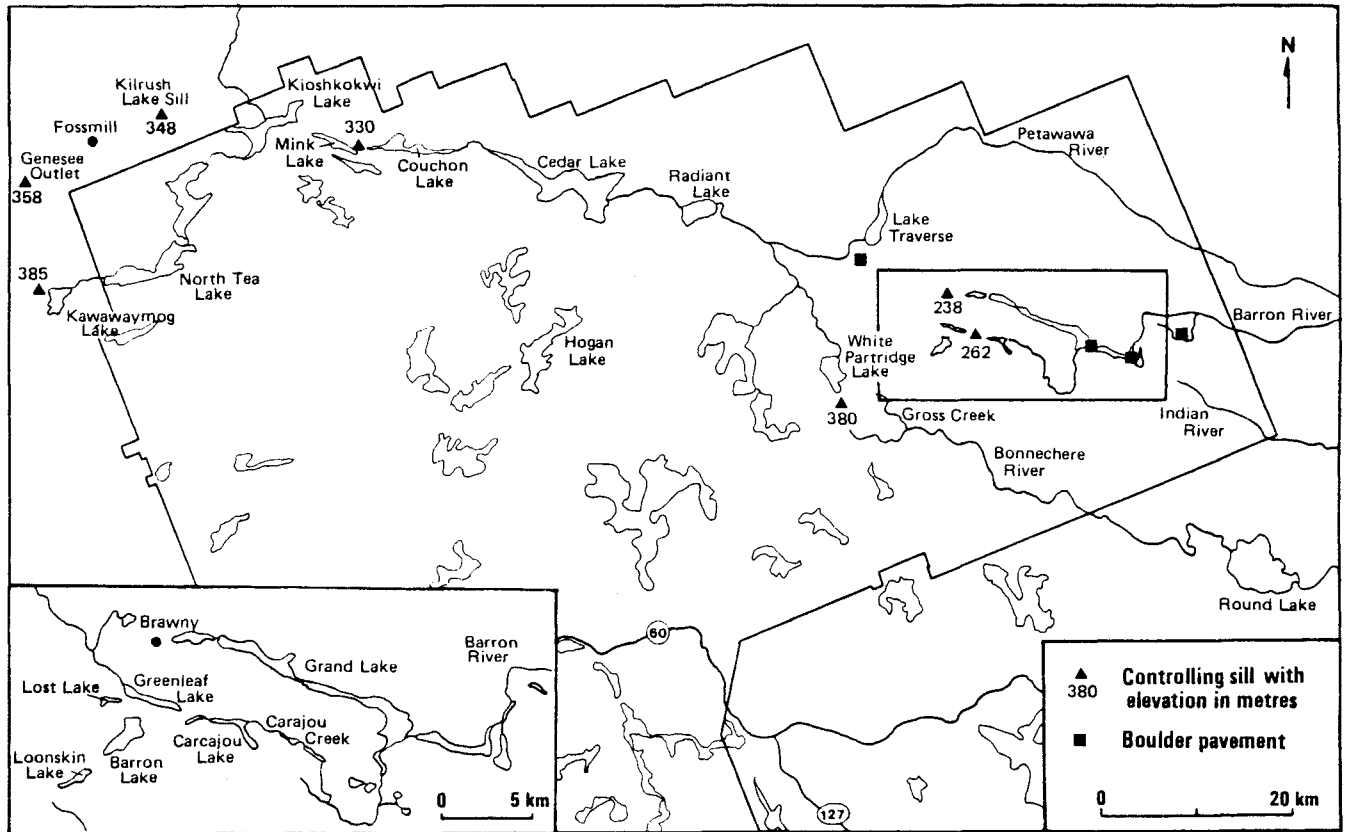 N
Kilrush
Lake Sill
348
Kioshkokwi
Lake
Fossmill
Genesee
Outlet
358
Mink
Lake
330
Couchon
Lake
Cedar Lake
Radiant
Lake
Petawawa
River
Lake
Traverse
385
North Tea
Lake
Kawawaymog
Lake
Hogan
Lake
White
Partridge
Lake
238
262
Barron River
380
Gross Creek
Indian
River
Bonnechere
River
Round Lake
60
127
Brawny
Grand Lake
Barron
River
Lost Lake
Greenleaf
Lake
Carcajou
Lake
Carajou
Creek
Loonskin
Lake
Barron
Lake
0 5 km
380
Controlling sill with
elevation in metres
Boulder pavement
0 20 km